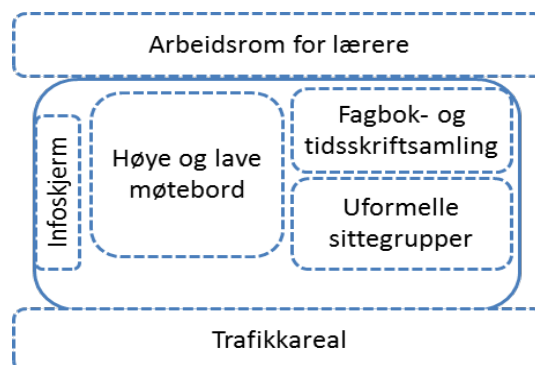 Arbeidsrom for lærere
Infoskjerm
Høye og lave
møtebord
Fagbok- og
tidsskriftsamling
Uformelle
sittegrupper
Trafikkareal